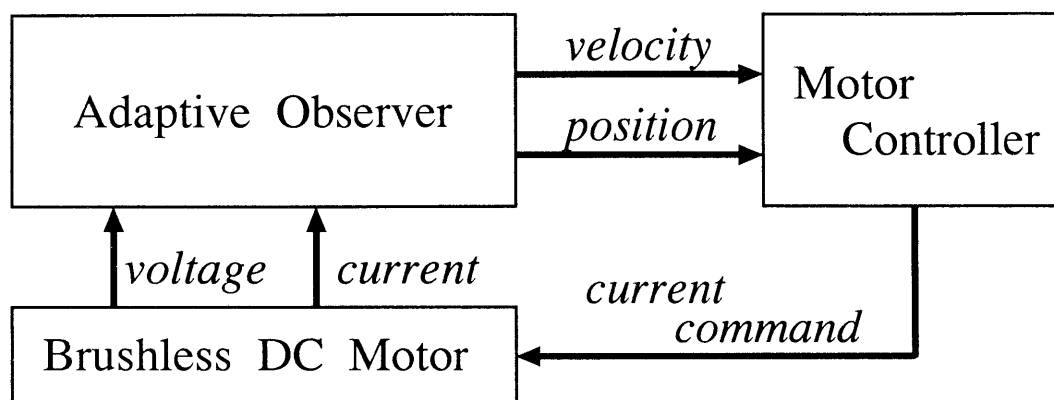 velocity
Motor
Controller
Adaptive Observer
position
voltage
current
current
command
Brushless DC Motor